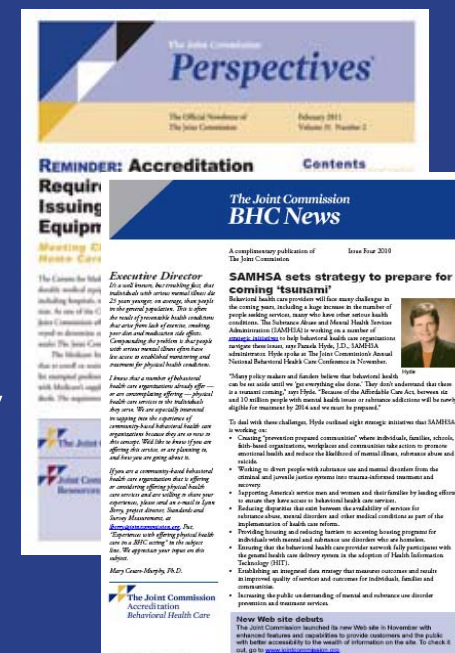 The Joint Commission
Perspectives
The Official Newsletter of
The Joint Commission
February 2011
Volume 31 Number 2
REMINDER: Accreditation
Contents
Issuing
The Joint Commission
BHC News
A complimentary publication of
The Joint Commission
Issue Four 2010
Executive Director
It's a well known, but troubling fact, that
individuals with serious mental illness die
25 years younger, on average, than people
in the general population. This is often
the result of preventable health conditions
that arise from lack of exercise, smoking,
poor diet and medication side effects.
Compounding the problem is that people
with serious mental illness often have
less access to established monitoring and
treatment for physical health conditions.
I know that a number of behavioral
health care organizations already offer —
or are contemplating offering — physical
health care services to the individuals
they serve. We are especially interested
in tapping into the experience of
community-based behavioral health care
organizations because they are so new to
this concept. We'd like to know if you are
offering this service, or are planning to,
and how you are going about it.
If you are a community-based behavioral
health care organization that is offering
or considering offering physical health
care services and are willing to share your
experiences, please send an e-mail to Lynn
Berry, project director, Standards and
Survey Measurement, at
lberry@jointcommission.org. Put:
"Experiences with offering physical health
care in a BHC setting" in the subject
line. We appreciate your input on this
subject.
Mary Cesare-Murphy, Ph.D.
The Joint Commission
Accreditation
Behavioral Health Care
SAMHSA sets strategy to prepare for
coming 'tsunami'
Behavioral health care providers will face many challenges in
the coming years, including a huge increase in the number of
people seeking services, many who have other serious health
conditions. The Substance Abuse and Mental Health Services
Administration (SAMHSA) is working on a number of
strategic initiatives to help behavioral health care organizations
navigate these issues, says Pamela Hyde, J.D., SAMHSA
administrator. Hyde spoke at The Joint Commission's Annual
National Behavioral Health Care Conference in November.
Hyde
"Many policy makers and funders believe that behavioral health
can be set aside until we 'get everything else done.' They don't understand that there
is a tsunami coming," says Hyde. "Because of the Affordable Care Act, between six
and 10 million people with mental health issues or substance addictions will be newly
eligible for treatment by 2014 and we must be prepared."
To deal with these challenges, Hyde outlined eight strategic initiatives that SAMHSA
is working on:
• Creating "prevention prepared communities" where individuals, families, schools,
faith-based organizations, workplaces and communities take action to promote
emotional health and reduce the likelihood of mental illness, substance abuse and
suicide.
• Working to divert people with substance use and mental disorders from the
criminal and juvenile justice systems into trauma-informed treatment and
recovery.
• Supporting America's service men and women and their families by leading efforts
to ensure they have access to behavioral health care services.
• Reducing disparities that exist between the availability of services for
substance abuse, mental disorders and other medical conditions as part of the
implementation of health care reform.
• Providing housing and reducing barriers to accessing housing programs for
individuals with mental and substance use disorders who are homeless.
• Ensuring that the behavioral health care provider network fully participates with
the general health care delivery system in the adoption of Health Information
Technology (HIT).
• Establishing an integrated data strategy that measures outcomes and results
in improved quality of services and outcomes for individuals, families and
communities.
• Increasing the public understanding of mental and substance use disorder
prevention and treatment services.
New Web site debuts
The Joint Commission launched its new Web site in November with
enhanced features and capabilities to provide customers and the public
with better accessibility to the wealth of information on the site. To check it
out, go to www.jointcommission.org.